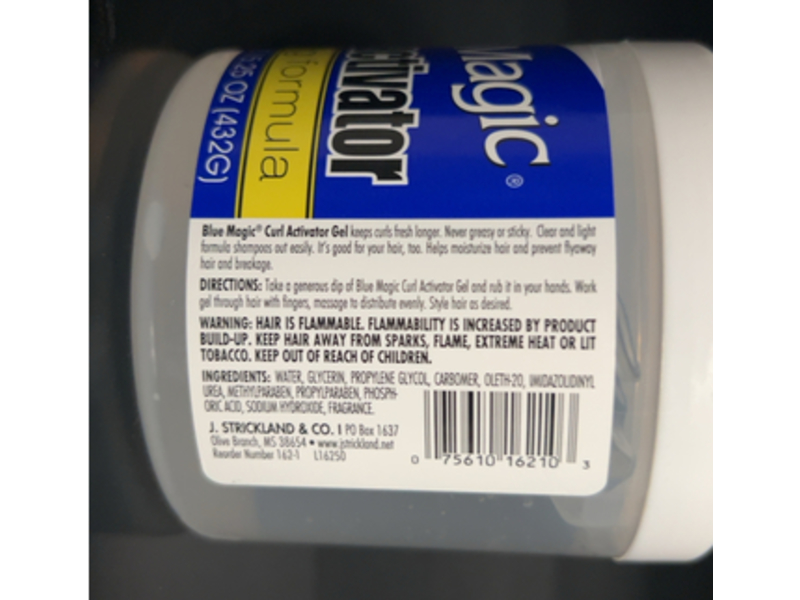 Magic®
ctivator
formula
.25 OZ (432G)
Blue Magic® Curl Activator Gel keeps curls fresh longer. Never greasy or sticky. Clear and light
formula shampoos out easily. It's good for your hair, too. Helps moisturize hair and prevent flyaway
hair and breakage.
DIRECTIONS: Take a generous dip of Blue Magic Curl Activator Gel and rub it in your hands. Work
gel through hair with fingers, massage to distribute evenly. Style hair as desired.
WARNING: HAIR IS FLAMMABLE. FLAMMABILITY IS INCREASED BY PRODUCT
BUILD-UP. KEEP HAIR AWAY FROM SPARKS, FLAME, EXTREME HEAT OR LIT
TOBACCO. KEEP OUT OF REACH OF CHILDREN.
INGREDIENTS: WATER, GLYCERIN, PROPYLENE GLYCOL, CARBOMER, OLETH-20, IMIDAZOLIDINYL
UREA, METHYLPARABEN, PROPYLPARABEN, PHOSPH-
ORIC ACID, SODIUM HYDROXIDE, FRAGRANCE.
J. STRICKLAND & CO. | PO Box 1637
Olive Branch, MS 38654 • www.jstrickland.net
Reorder Number 162-1 L16250
0 75610 16210 3